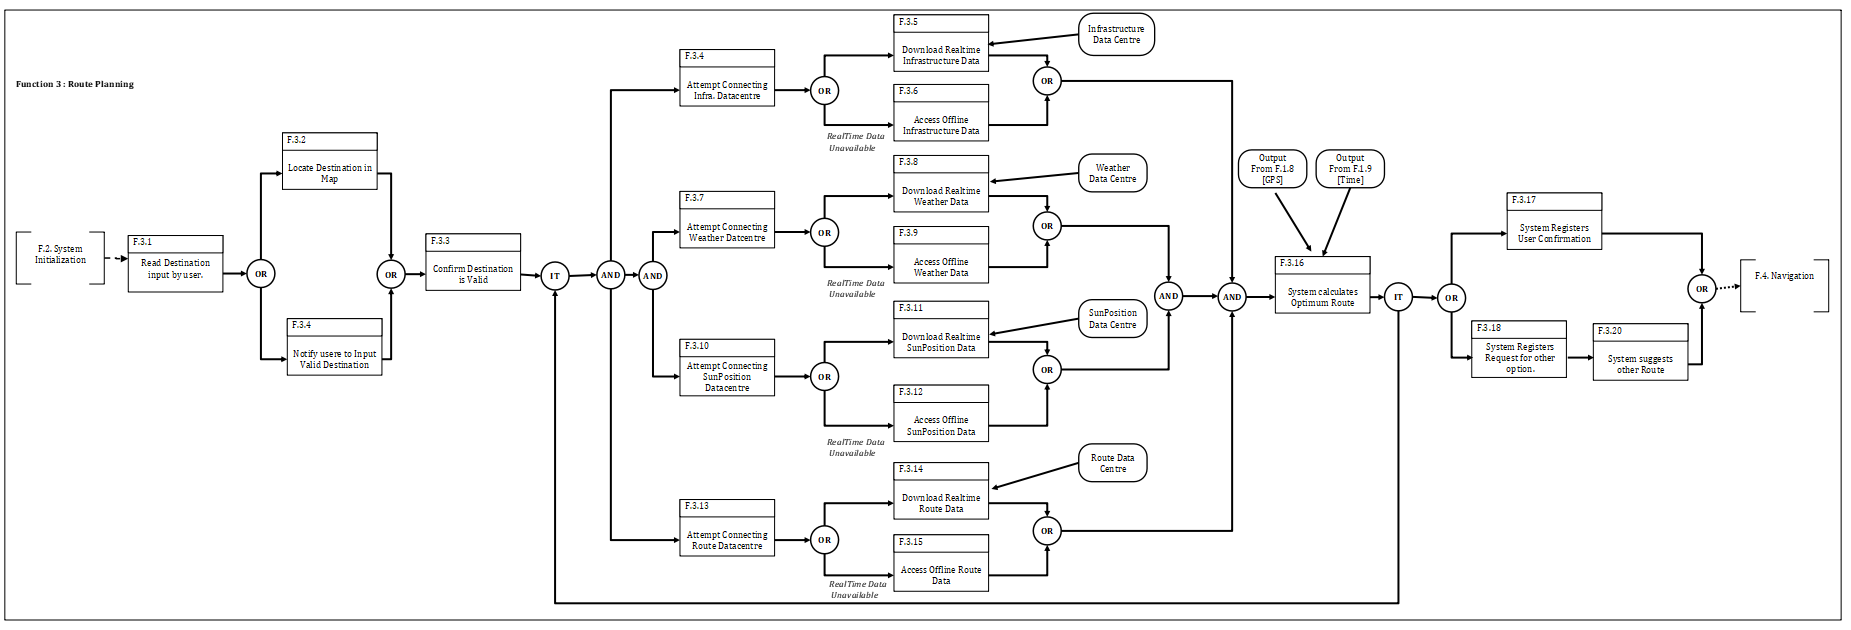 Function 3 : Route Planning
F.2. System
Initialization
F.3.1
Read Destination
input by user.
OR
F.3.2
Locate Destination in
Map
F.3.4
Notify usere to Input
Valid Destination
OR
F.3.3
Confirm Destination
is Valid
IT
AND
AND
F.3.4
Attempt Connecting
Infra. Datacentre
OR
F.3.5
Download Realtime
Infrastructure Data
F.3.6
Access Offline
Infrastructure Data
RealTime Data
Unavailable
Infrastructure
Data Centre
OR
F.3.7
Attempt Connecting
Weather Datcentre
OR
F.3.8
Download Realtime
Weather Data
F.3.9
Access Offline
Weather Data
RealTime Data
Unavailable
Weather
Data Centre
OR
F.3.10
Attempt Connecting
SunPosition
Datacentre
OR
F.3.11
Download Realtime
SunPosition Data
F.3.12
Access Offline
SunPosition Data
RealTime Data
Unavailable
SunPosition
Data Centre
OR
F.3.13
Attempt Connecting
Route Datacentre
OR
F.3.14
Download Realtime
Route Data
F.3.15
Access Offline Route
Data
RealTime Data
Unavailable
Route Data
Centre
OR
AND
AND
Output
From F.1.8
[GPS]
Output
From F.1.9
[Time]
F.3.16
System calculates
Optimum Route
IT
OR
F.3.17
System Registers
User Confirmation
F.3.18
System Registers
Request for other
option.
F.3.20
System suggests
other Route
OR
F.4. Navigation